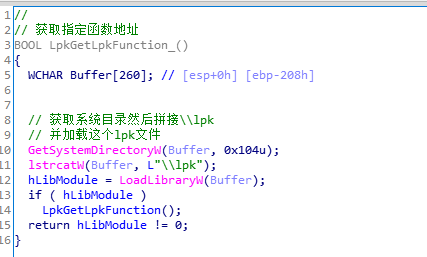 1 //
2 // 获取指定函数地址
3 BOOL LpkGetLpkFunction_()
4 {
5   WCHAR Buffer[260]; // [esp+0h] [ebp-208h]
6
7
8   // 获取系统目录然后拼接\\lpk
9   // 并加载这个lpk文件
10   GetSystemDirectoryW(Buffer, 0x104u);
11   lstrcatW(Buffer, L"\\lpk");
12   hLibModule = LoadLibraryW(Buffer);
13   if ( hLibModule )
14     LpkGetLpkFunction();
15   return hLibModule != 0;
16 }